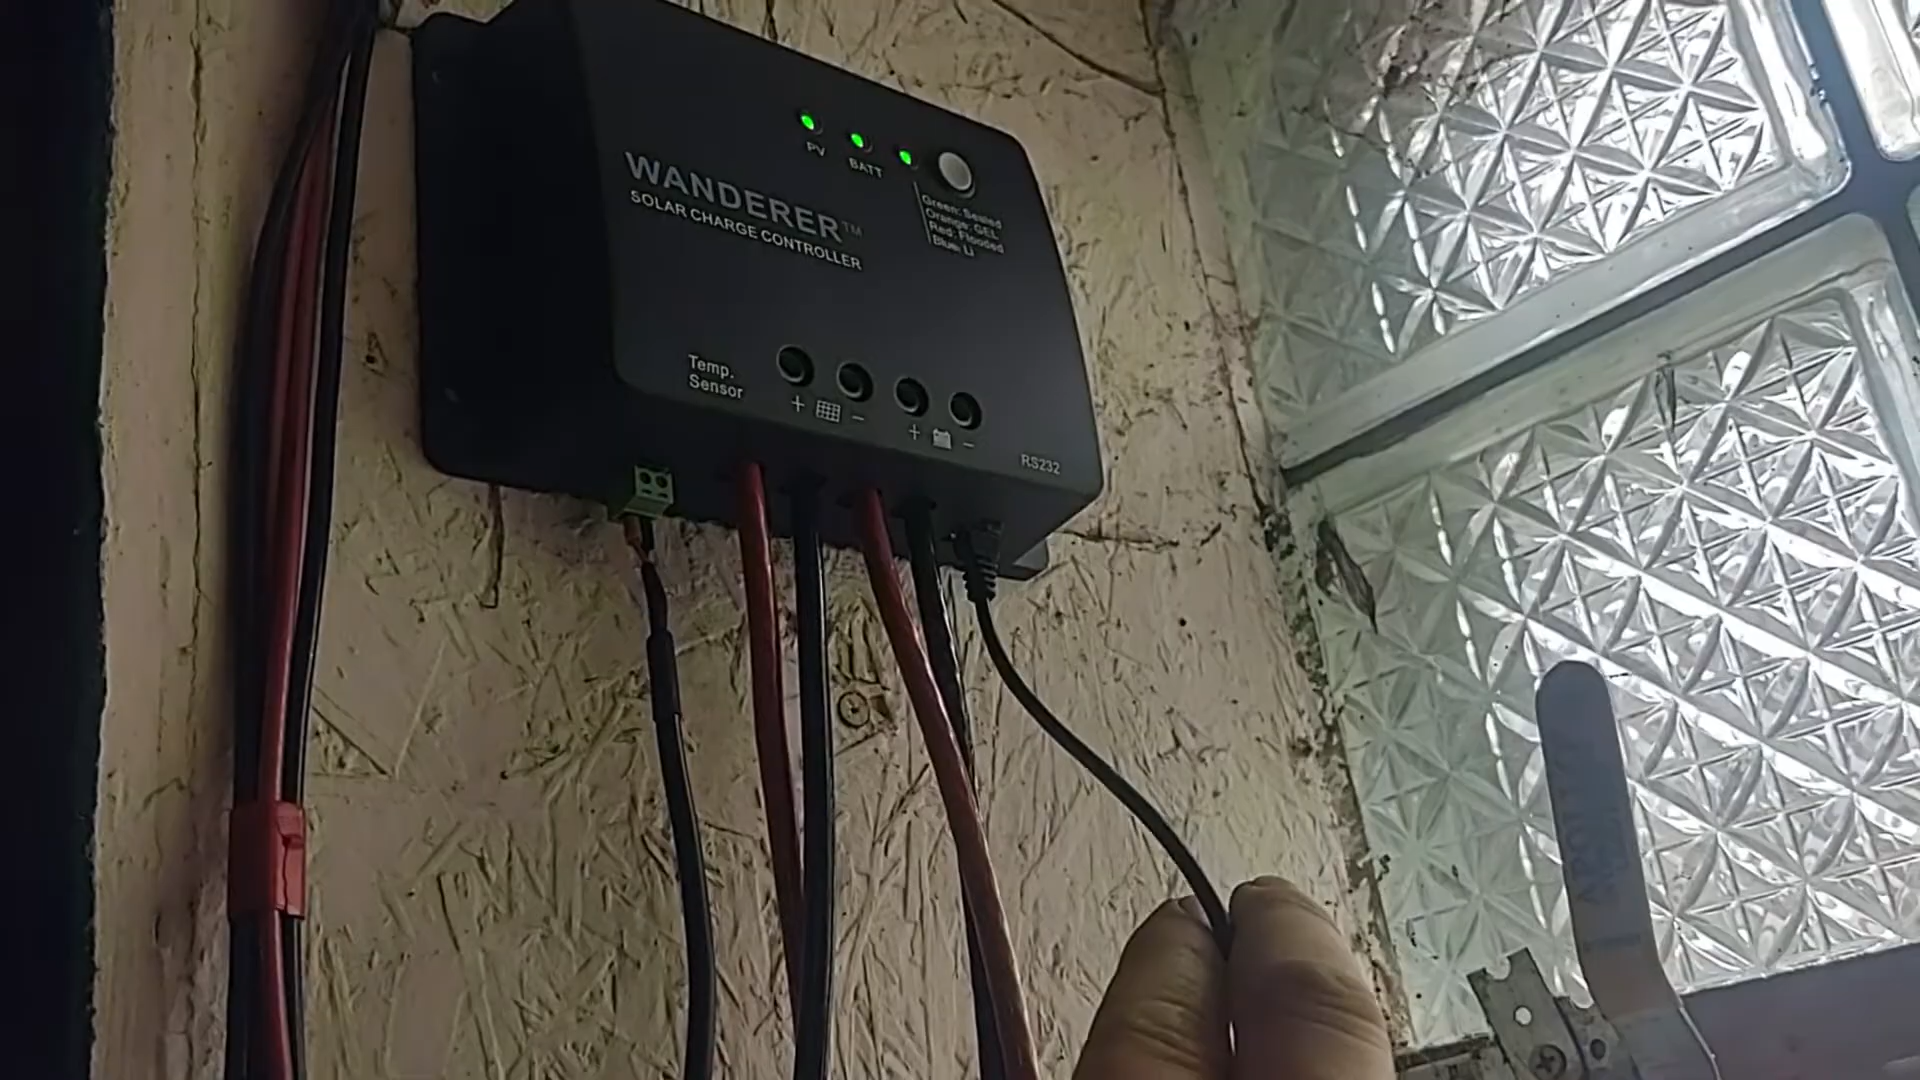 PV
BATT
WANDERER™
SOLAR CHARGE CONTROLLER
Green: Sealed
Orange: GEL
Red: Flooded
Blue: Li
Temp.
Sensor
+ -
+ -
RS232